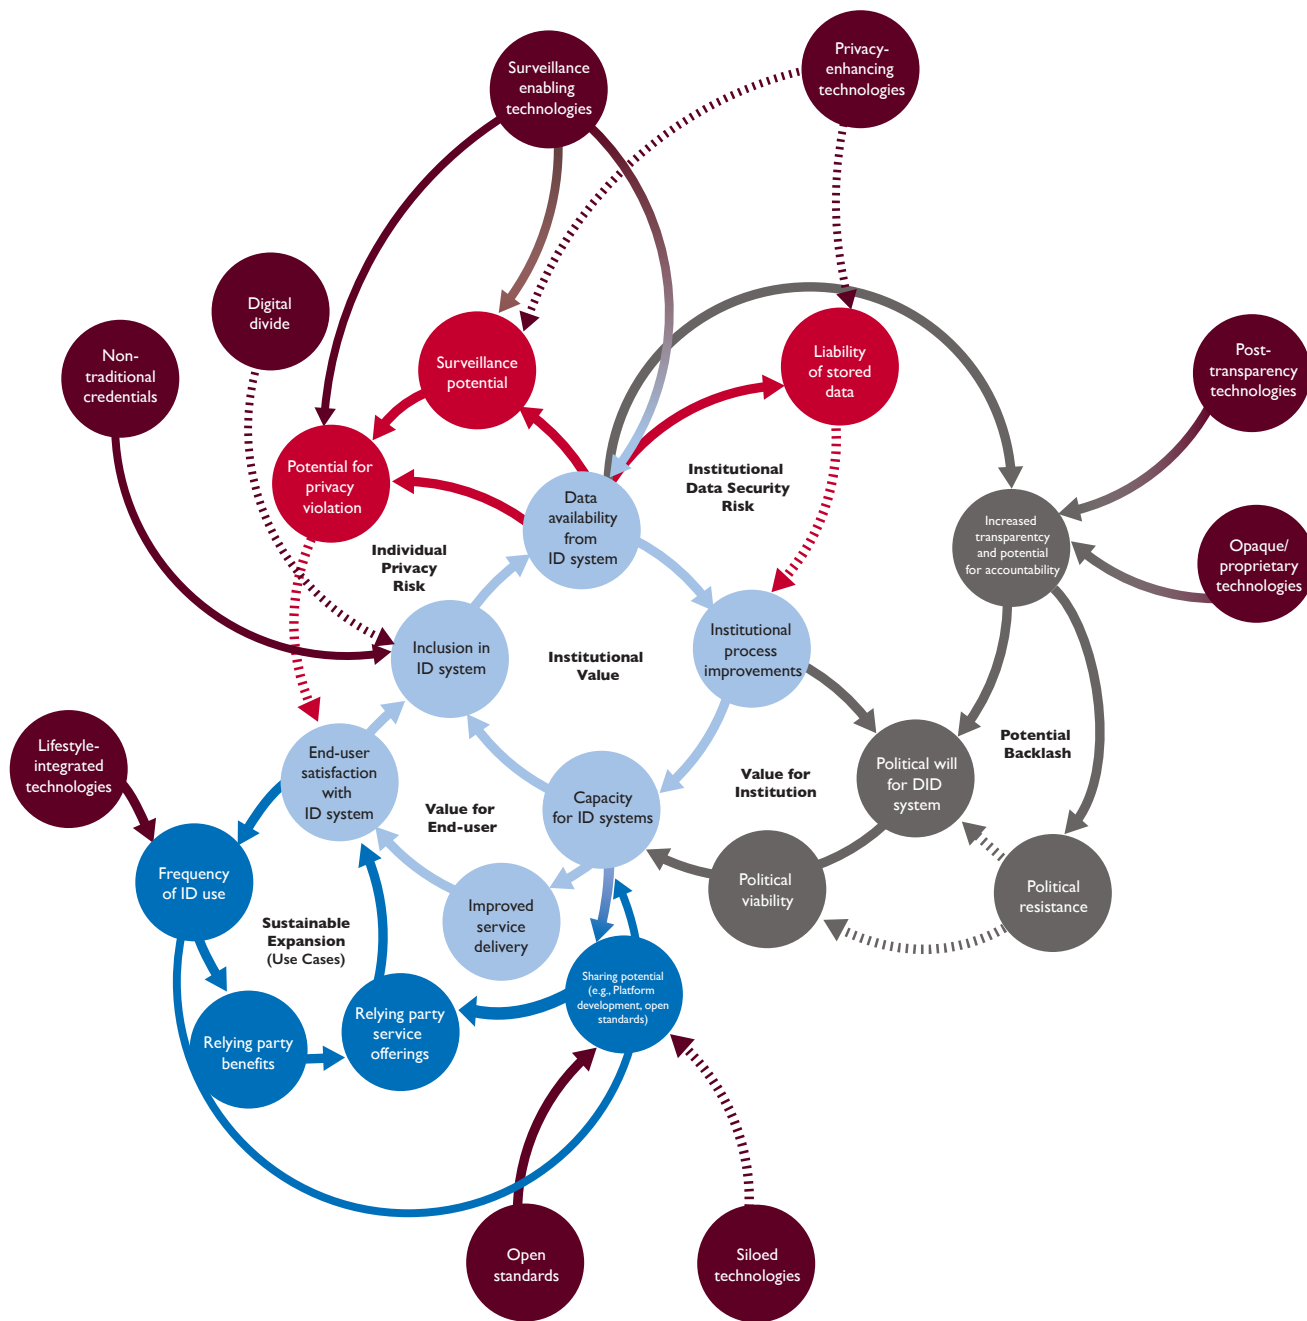 Surveillance
enabling
technologies
Privacy-
enhancing
technologies
Digital
divide
Non-
traditional
credentials
Surveillance
potential
Liability
of stored
data
Post-
transparency
technologies
Potential for
privacy
violation
Institutional
Data Security
Risk
Data
availability
from
ID system
Increased
transparentcy
and potential
for accountability
Opaque/
proprietary
technologies
Individual
Privacy
Risk
Inclusion in
ID system
Institutional
Value
Institutional
process
improvements
Lifestyle-
integrated
technologies
End-user
satisfaction
with
ID system
Value for
End-user
Capacity
for ID systems
Value for
Institution
Political will
for DID
system
Potential
Backlash
Frequency
of ID use
Sustainable
Expansion
(Use Cases)
Improved
service
delivery
Political
viability
Political
resistance
Sharing potential
(e.g., Platform
development, open
standards)
Relying party
benefits
Relying party
service
offerings
Open
standards
Siloed
technologies